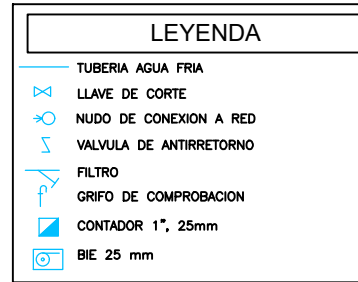 LEYENDA
TUBERIA AGUA FRIA
LLAVE DE CORTE
NUDO DE CONEXION A RED
VALVULA DE ANTIRRETORNO
FILTRO
GRIFO DE COMPROBACION
CONTADOR 1", 25mm
BIE 25 mm